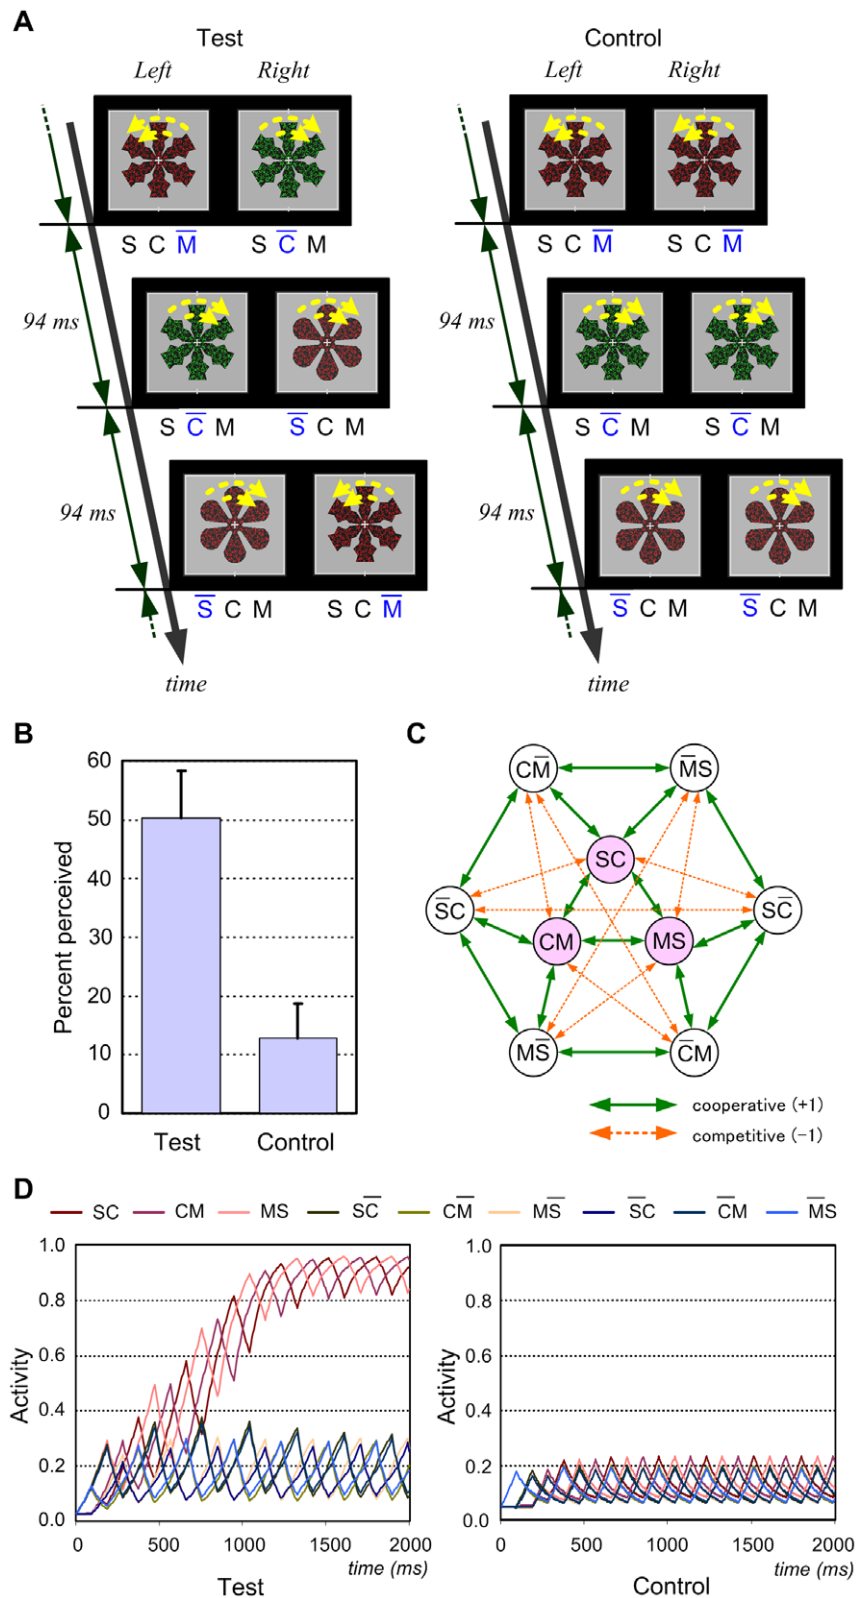 A
Test
Control
Left Right
Left Right
S C M̅ S C̅ M
S C M̅ S C M̅
94 ms
94 ms
S C̅ M S̅ C M
S C̅ M S C̅ M
94 ms
94 ms
S̅ C M S C M̅
S̅ C M S̅ C M
time
time
B
Percent perceived
60
50
40
30
20
10
0
Test Control
C
CM̅ M̅S
SC
S̅C SC̅
CM MS
MS̅ C̅M
cooperative (+1)
competitive (−1)
D
SC CM MS S̅C̅ CM̅ MS̅ S̅C C̅M M̅S
Activity
1.0
0.8
0.6
0.4
0.2
0.0
0 500 1000 1500 2000
time (ms)
Test
Activity
1.0
0.8
0.6
0.4
0.2
0.0
0 500 1000 1500 2000
time (ms)
Control